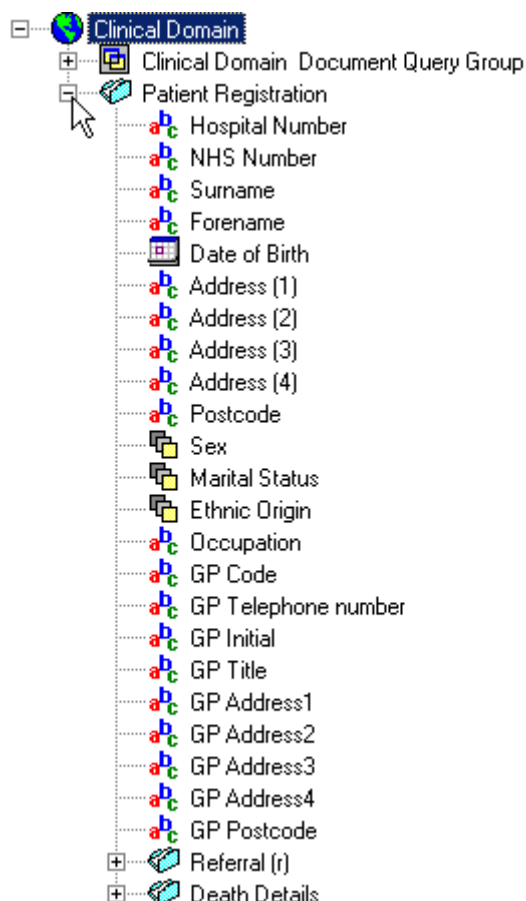 Clinical Domain
Clinical Domain Document Query Group
Patient Registration
Hospital Number
NHS Number
Surname
Forename
Date of Birth
Address (1)
Address (2)
Address (3)
Address (4)
Postcode
Sex
Marital Status
Ethnic Origin
Occupation
GP Code
GP Telephone number
GP Initial
GP Title
GP Address1
GP Address2
GP Address3
GP Address4
GP Postcode
Referral (r)
Death Details